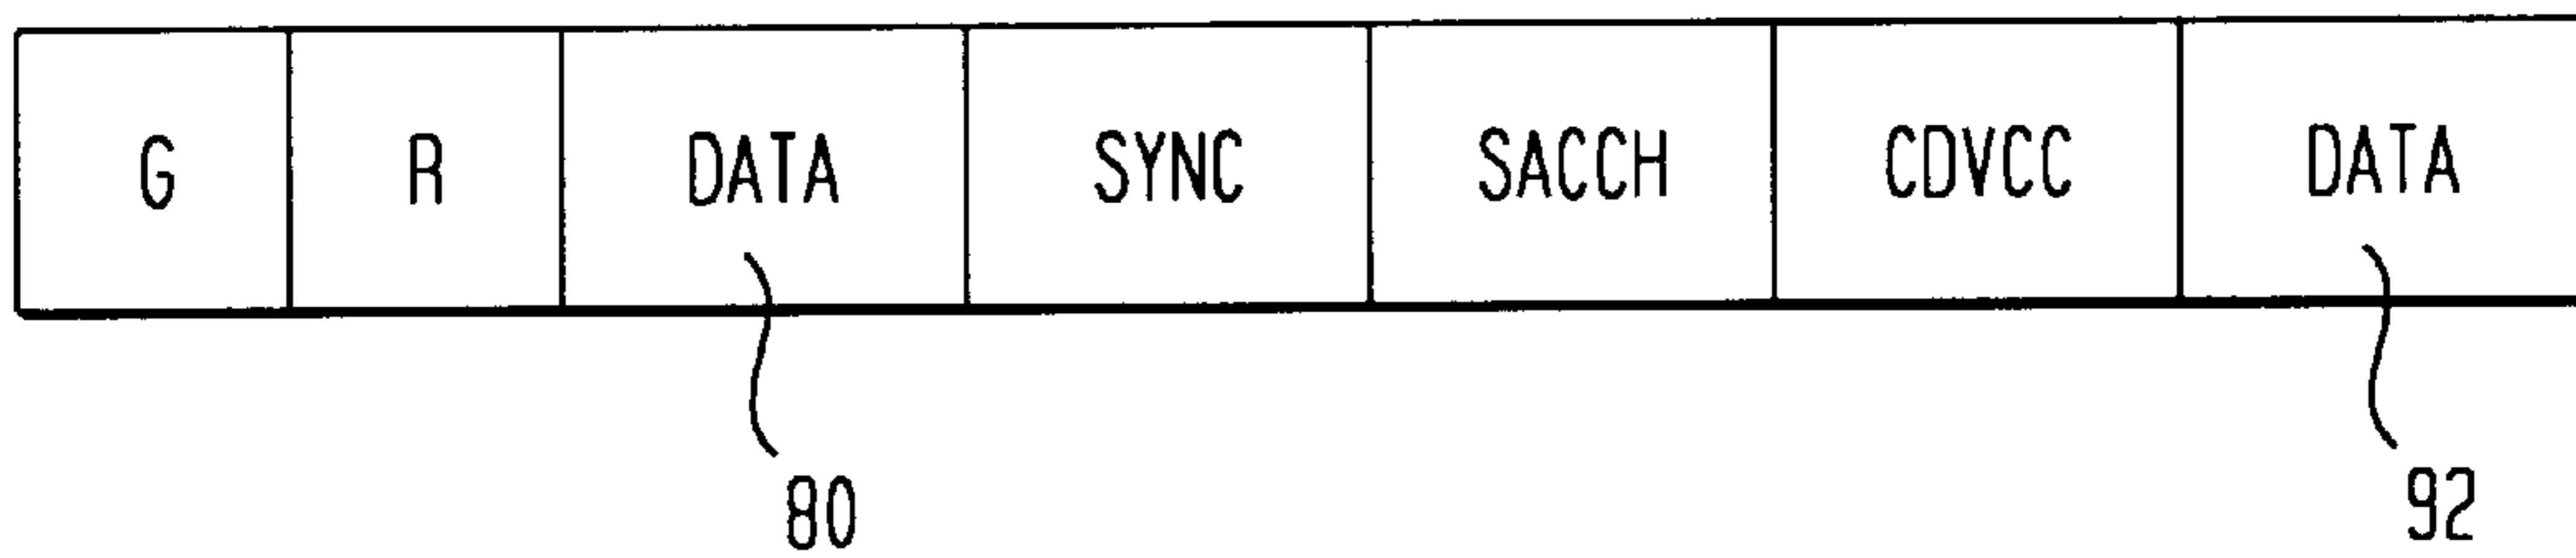 G R DATA SYNC SACCH CDVCC DATA
80 92